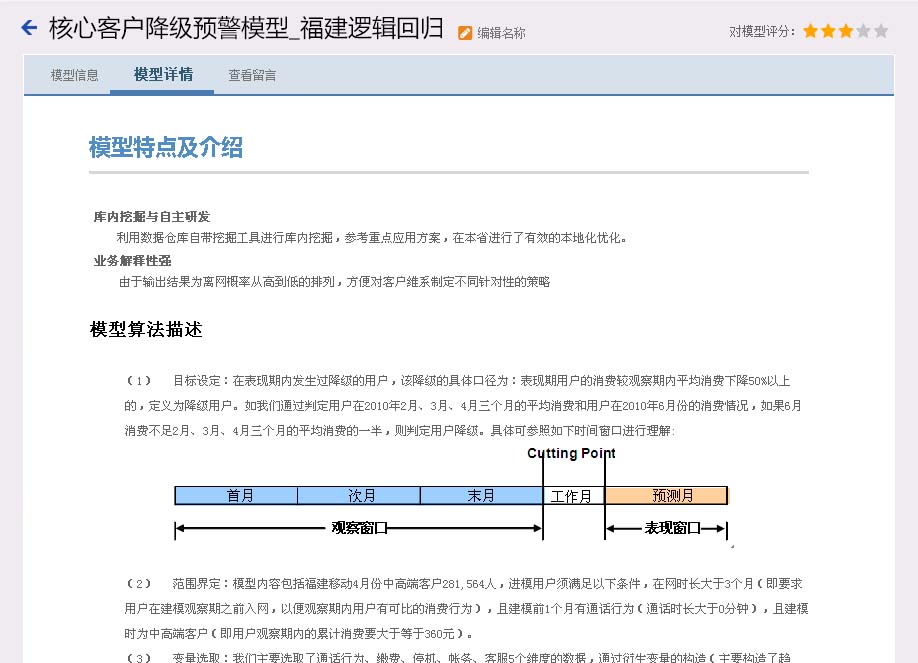 核心客户降级预警模型_福建逻辑回归
编辑名称
对模型评分：
模型信息
模型详情
查看留言
模型特点及介绍
库内挖掘与自主研发
利用数据仓库自带挖掘工具进行库内挖掘，参考重点应用方案，在本省进行了有效的本地化优化。
业务解释性强
由于输出结果为离网概率从高到低的排列，方便对客户维系制定不同针对性的策略
模型算法描述
（1） 目标设定：在表现期内发生过降级的用户，该降级的具体口径为：表现期用户的消费较观察期内平均消费下降50%以上
的，定义为降级用户。如我们通过判定用户在2010年2月、3月、4月三个月的平均消费和用户在2010年6月份的消费情况，如果6月
消费不足2月、3月、4月三个月的平均消费的一半，则判定用户降级。具体可参照如下时间窗口进行理解:
Cutting Point
首月
次月
末月
工作月
预测月
观察窗口
表现窗口
（2） 范围界定：模型内容包括福建移动4月份中高端客户281,564人，进模用户须满足以下条件，在网时长大于3个月（即要求
用户在建模观察期之前入网，以便观察期内用户有可比的消费行为），且建模前1个月有通话行为（通话时长大于0分钟），且建模
时为中高端客户（即用户观察期内的累计消费要大于等于360元）。
（3） 变量选取：我们主要选取了通话行为、缴费、停机、帐务、客服5个维度的数据，通过衍生变量的构造（主要构造了趋